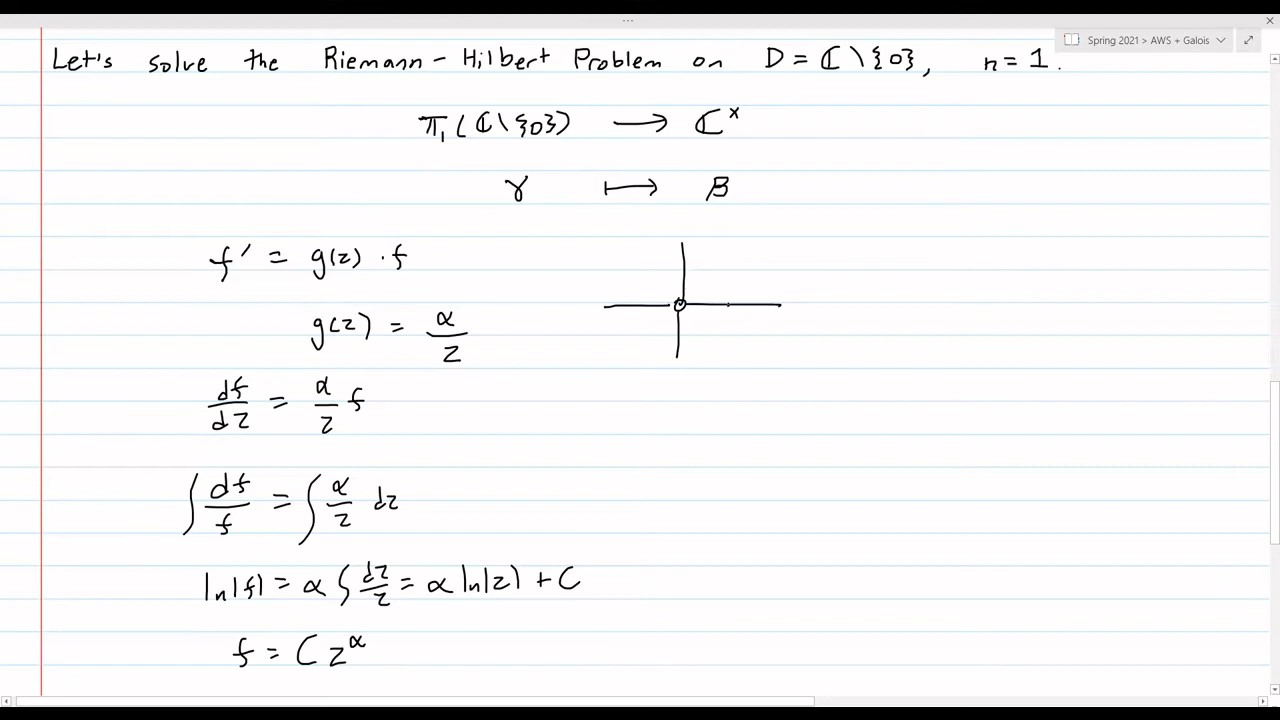 Spring 2021 > AWS + Galois
Let's solve the Riemann-Hilbert Problem on D = ℂ\{0}, n = 1.
π₁(ℂ\{0}) → ℂˣ
γ ↦ β
f' = g(z) · f
g(z) = α/z
df/dz = α/z f
∫ df/f = ∫ α/z dz
ln|f| = α ∫ dz/z = α ln|z| + C
f = C z^α